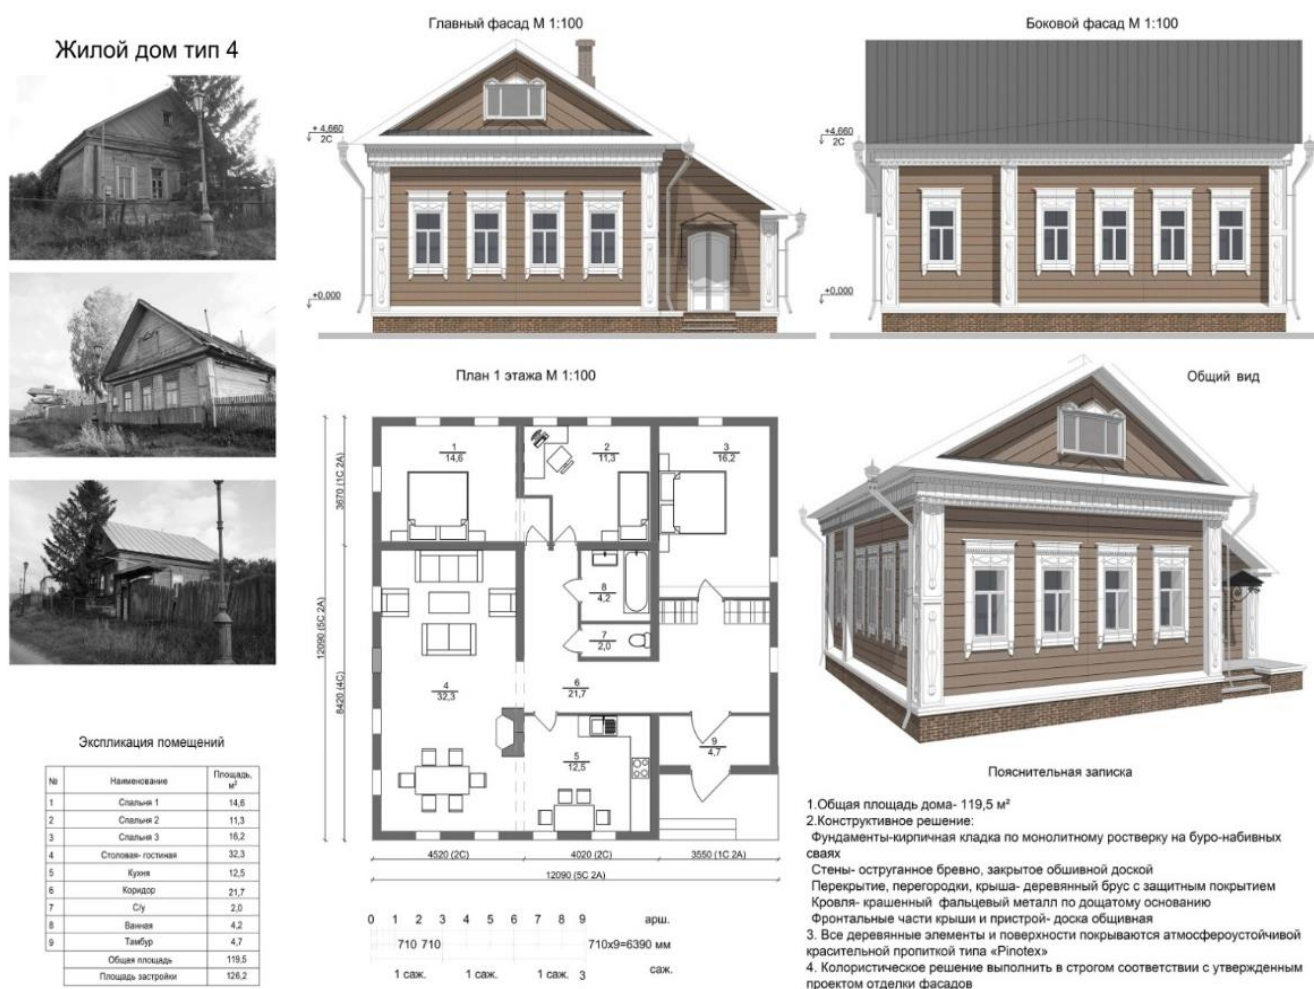 Жилой дом тип 4
Главный фасад М 1:100
+ 4,660
2С
+0,000
Боковой фасад М 1:100
+4,660
2С
+0,000
План 1 этажа М 1:100
1
14,6
2
11,3
3
16,2
8
4,2
7
2,0
4
32,3
6
21,7
5
12,5
9
4,7
3670 (1С 2А)
12090 (5С 2А)
8420 (4С)
4520 (2С)
4020 (2С)
3550 (1С 2А)
12090 (5С 2А)
0 1 2 3 4 5 6 7 8 9 арш.
710 710 710х9=6390 мм
1 саж. 1 саж. 1 саж. 3 саж.
Общий вид
Экспликация помещений
№ Наименование Площадь, м²
1 Спальня 1 14,6
2 Спальня 2 11,3
3 Спальня 3 16,2
4 Столовая- гостиная 32,3
5 Кухня 12,5
6 Коридор 21,7
7 С/у 2,0
8 Ванная 4,2
9 Тамбур 4,7
Общая площадь 119,5
Площадь застройки 126,2
Пояснительная записка
1.Общая площадь дома- 119,5 м²
2.Конструктивное решение:
Фундаменты-кирпичная кладка по монолитному ростверку на буро-набивных
сваях
Стены- оструганное бревно, закрытое обшивной доской
Перекрытие, перегородки, крыша- деревянный брус с защитным покрытием
Кровля- крашенный фальцевый металл по дощатому основанию
Фронтальные части крыши и пристрой- доска общивная
3. Все деревянные элементы и поверхности покрываются атмосфероустойчивой
красительной пропиткой типа «Pinotex»
4. Колористическое решение выполнить в строгом соответствии с утвержденным
проектом отделки фасадов